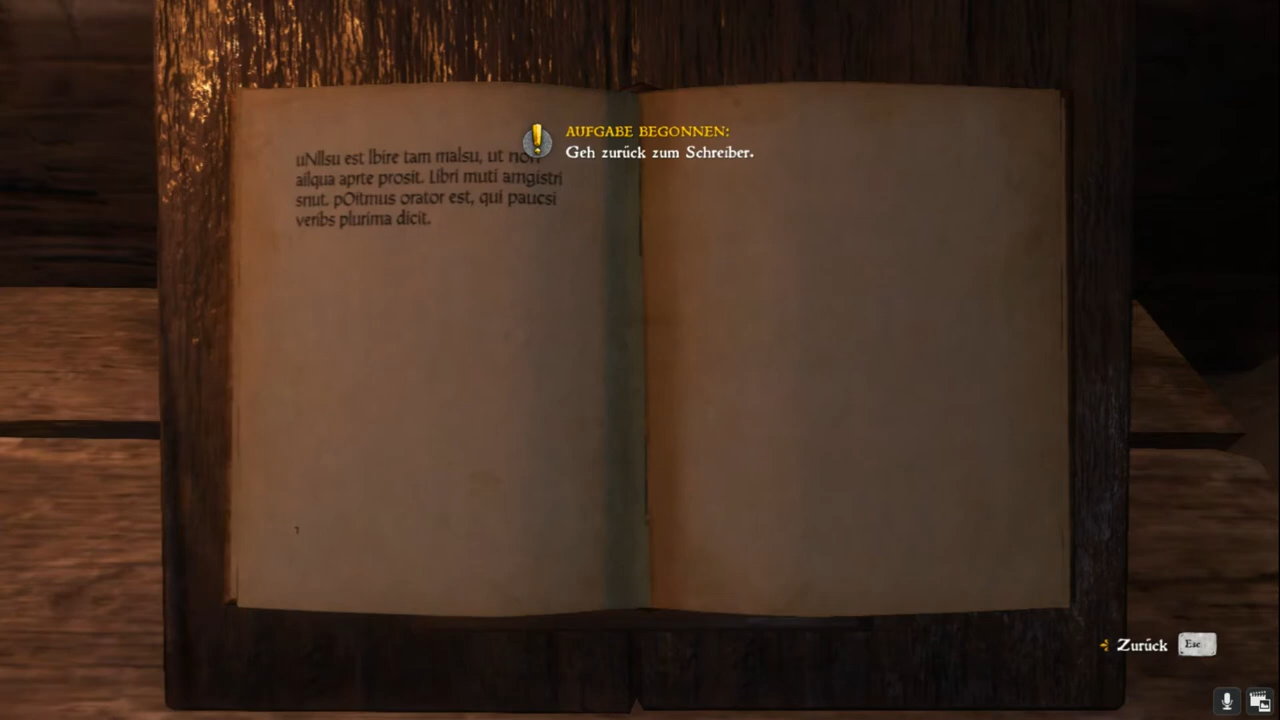 AUFGABE BEGONNEN:
Geh zurück zum Schreiber.
uNllsu est lbire tam malsu, ut non
ailqua aprte prosit. Libri muti amgistri
snut. pOitmus orator est, qui paucsi
veribs plurima dicit.
Zurück Esc